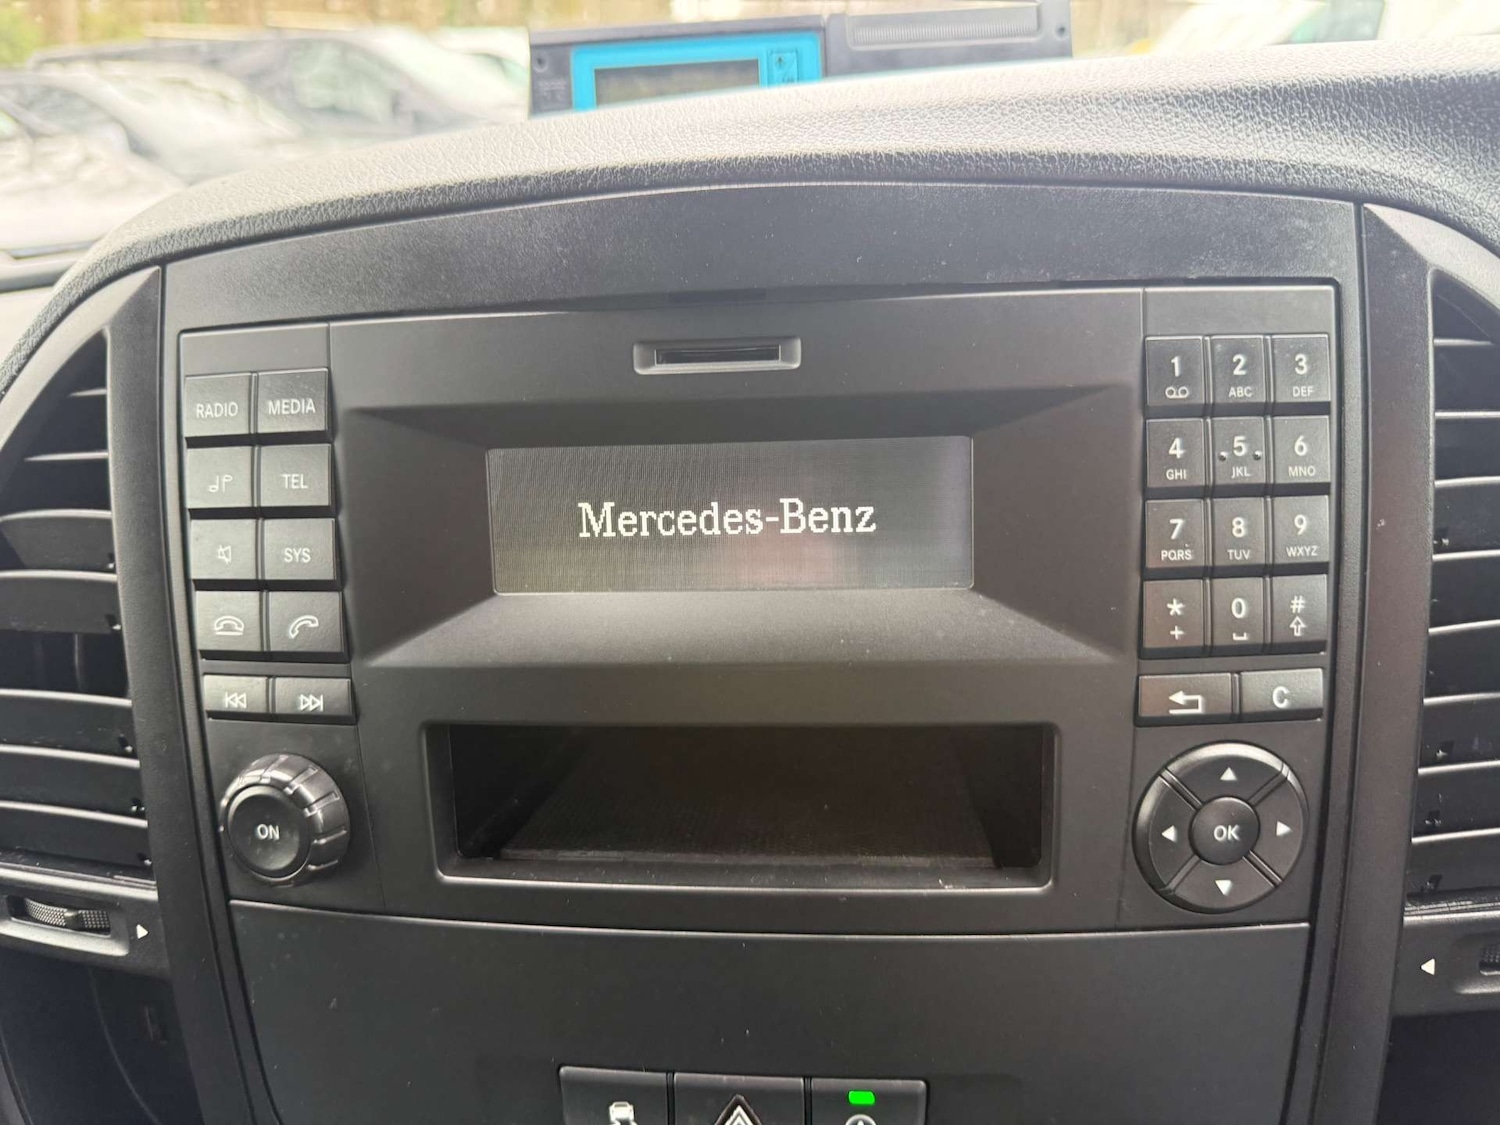 RADIO MEDIA
TEL
SYS
ON
Mercedes-Benz
1 2 3
ABC DEF
4 5 6
GHI JKL MNO
7 8 9
PQRS TUV WXYZ
* 0 #
+
C
OK